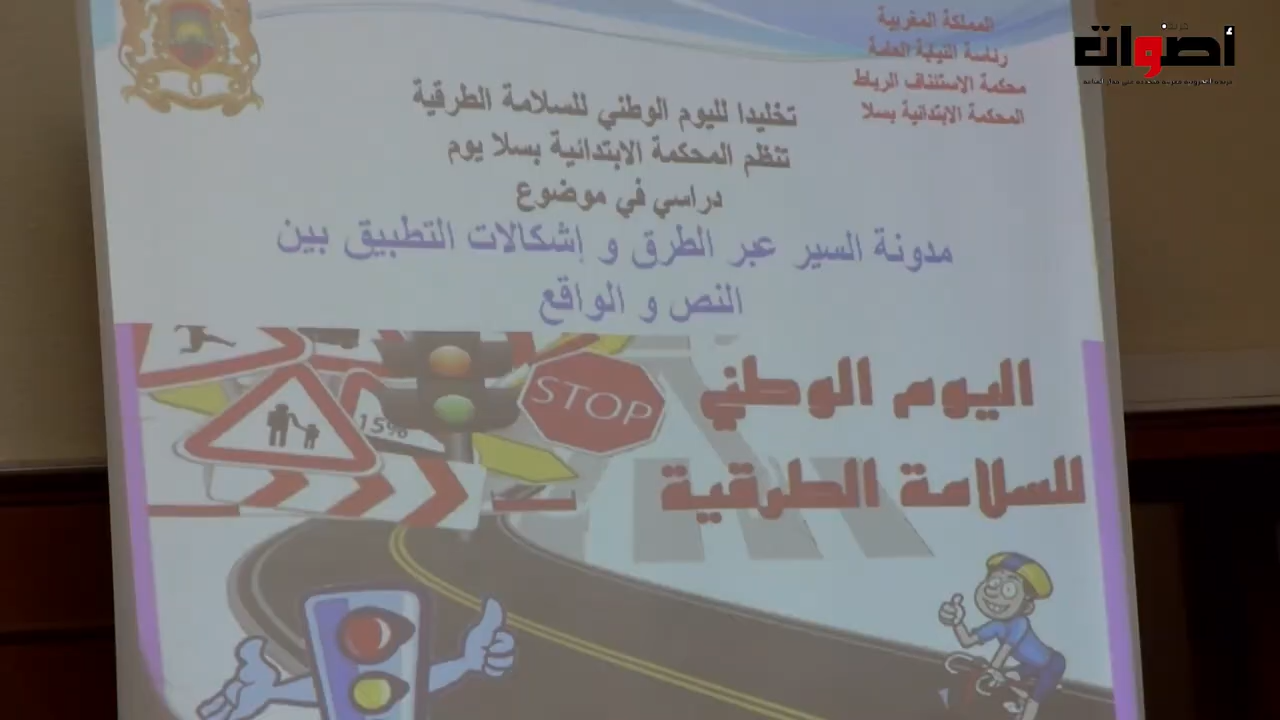 المملكة المغربية
رئاسة النيابة العامة
محكمة الاستئناف الرباط
المحكمة الابتدائية بسلا
أصوات
تخليدا لليوم الوطني للسلامة الطرقية
تنظم المحكمة الابتدائية بسلا يوم
دراسي في موضوع
مدونة السير عبر الطرق و إشكالات التطبيق بين
النص و الواقع
اليوم الوطني
للسلامة الطرقية
STOP
15%